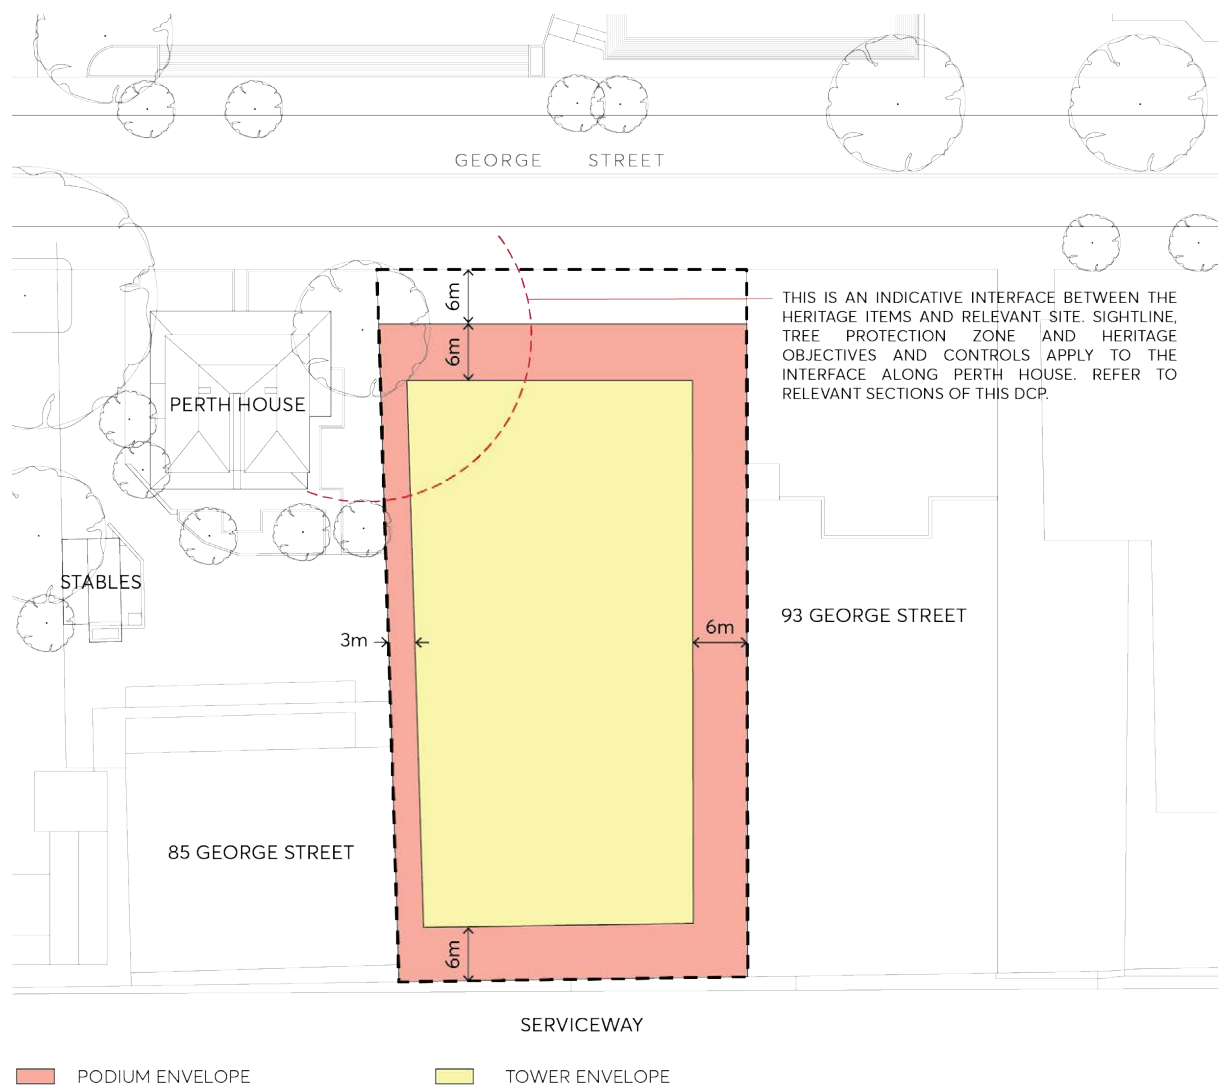 GEORGE STREET
6m
THIS IS AN INDICATIVE INTERFACE BETWEEN THE
HERITAGE ITEMS AND RELEVANT SITE. SIGHTLINE,
TREE PROTECTION ZONE AND HERITAGE
OBJECTIVES AND CONTROLS APPLY TO THE
INTERFACE ALONG PERTH HOUSE. REFER TO
RELEVANT SECTIONS OF THIS DCP.
6m
PERTH HOUSE
STABLES
3m
6m
93 GEORGE STREET
85 GEORGE STREET
6m
SERVICEWAY
PODIUM ENVELOPE
TOWER ENVELOPE